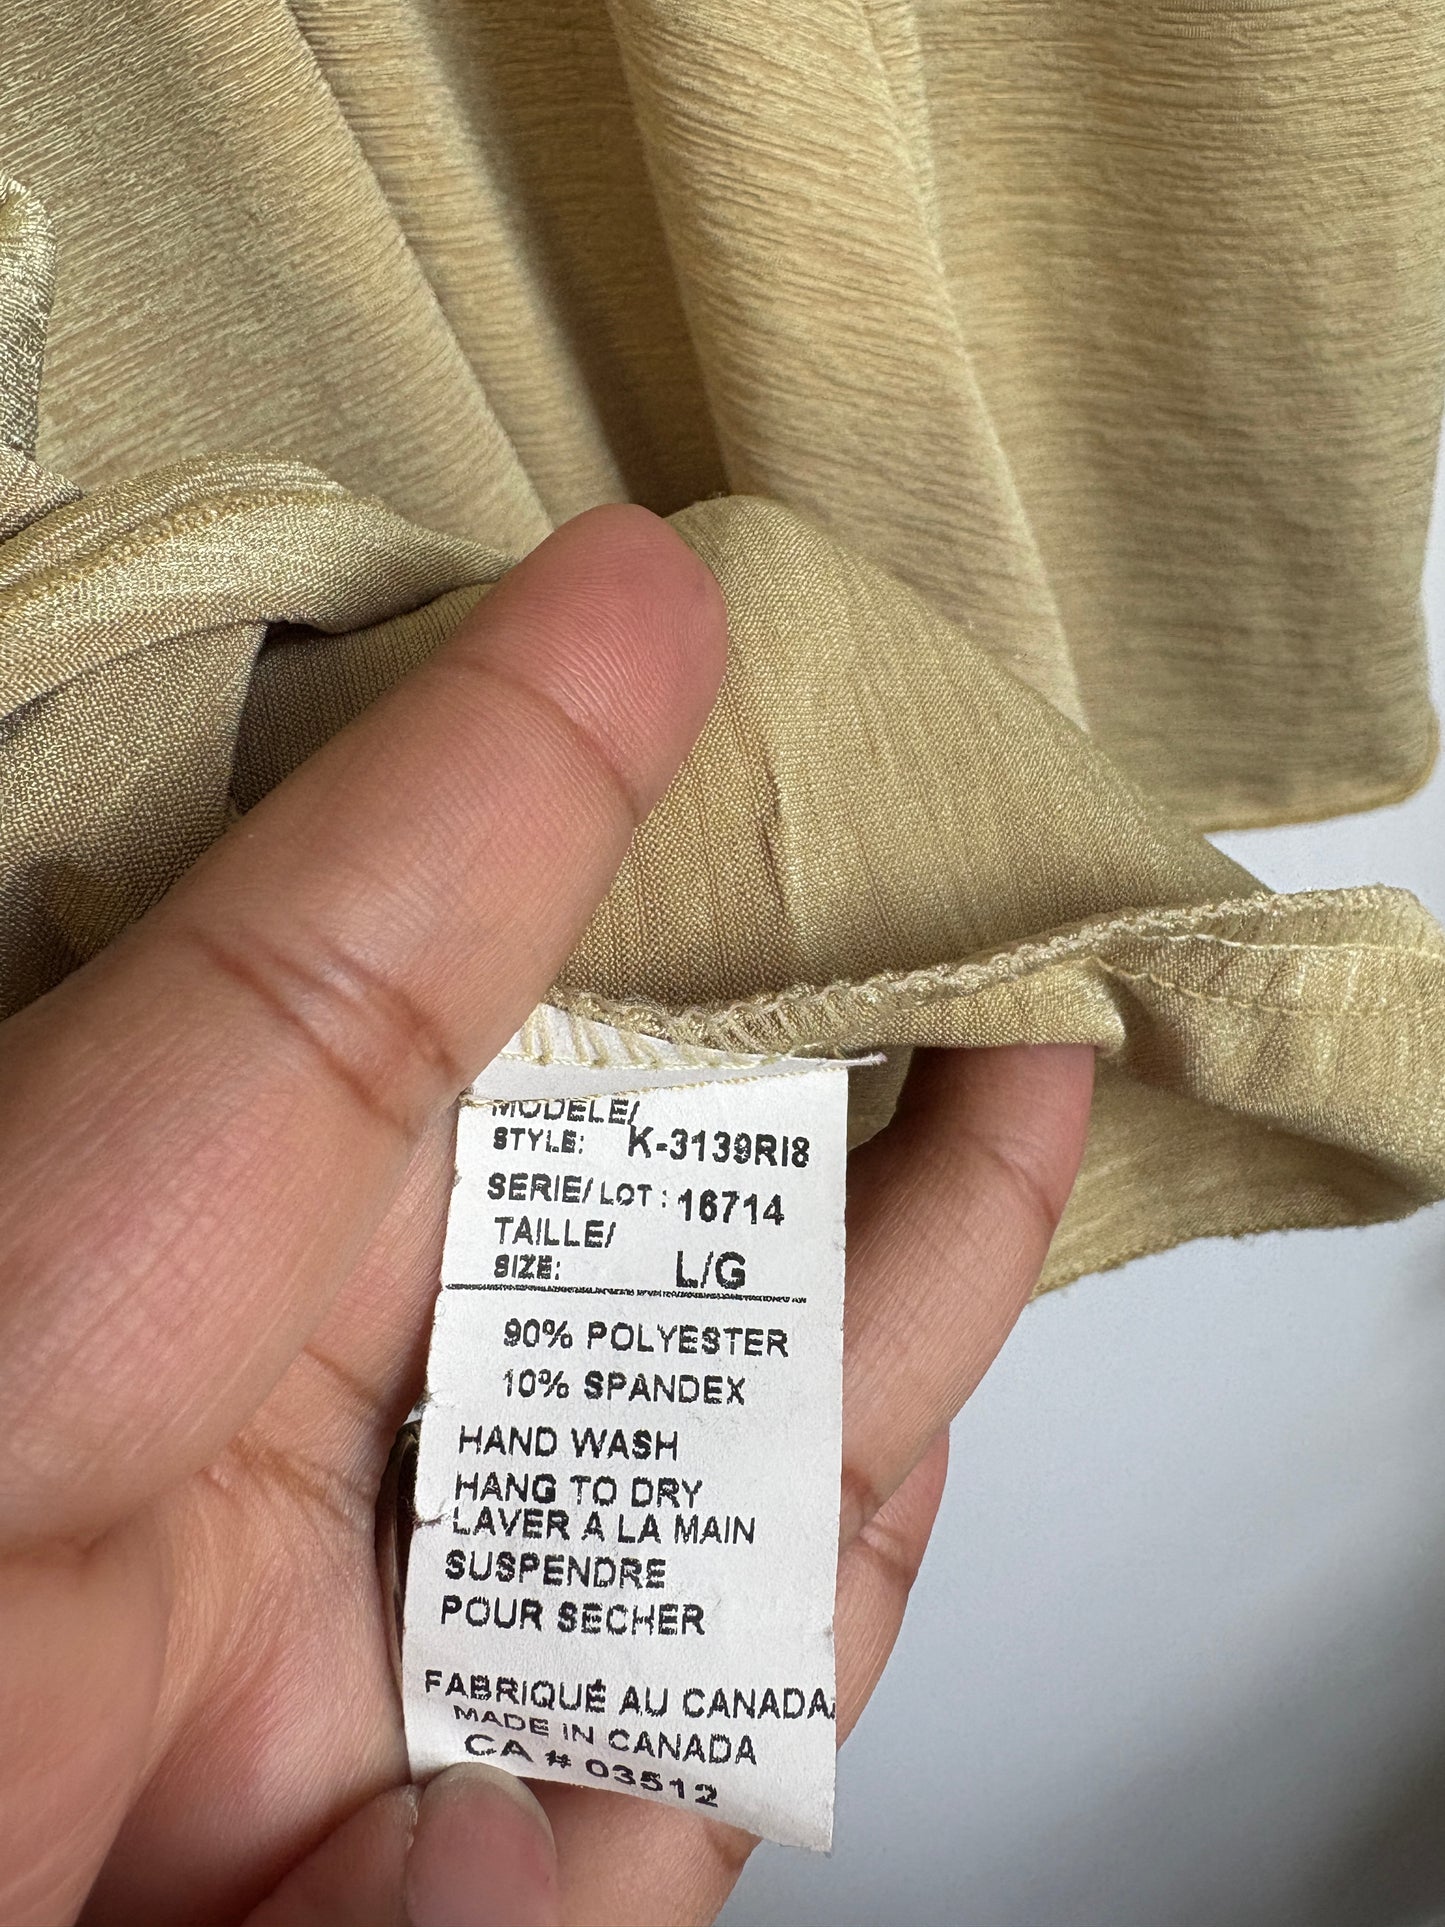 MODELE/
STYLE: K-3139RI8
SERIE/LOT: 16714
TAILLE/
SIZE: L/G
90% POLYESTER
10% SPANDEX
HAND WASH
HANG TO DRY
LAVER A LA MAIN
SUSPENDRE
POUR SECHER
FABRIQUÉ AU CANADA
MADE IN CANADA
CA # 03512